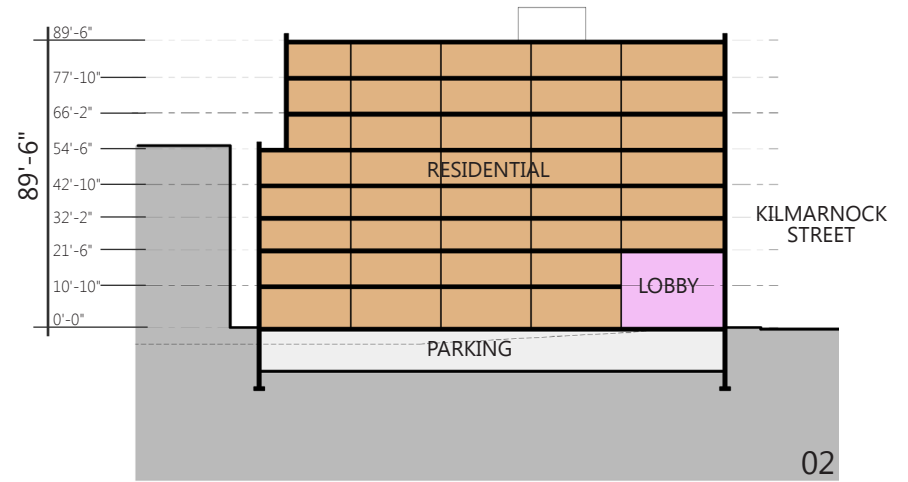 89'-6"
77'-10"
66'-2"
54'-6"
42'-10"
32'-2"
21'-6"
10'-10"
0'-0"
89'-6"
RESIDENTIAL
LOBBY
PARKING
KILMARNOCK
STREET
02